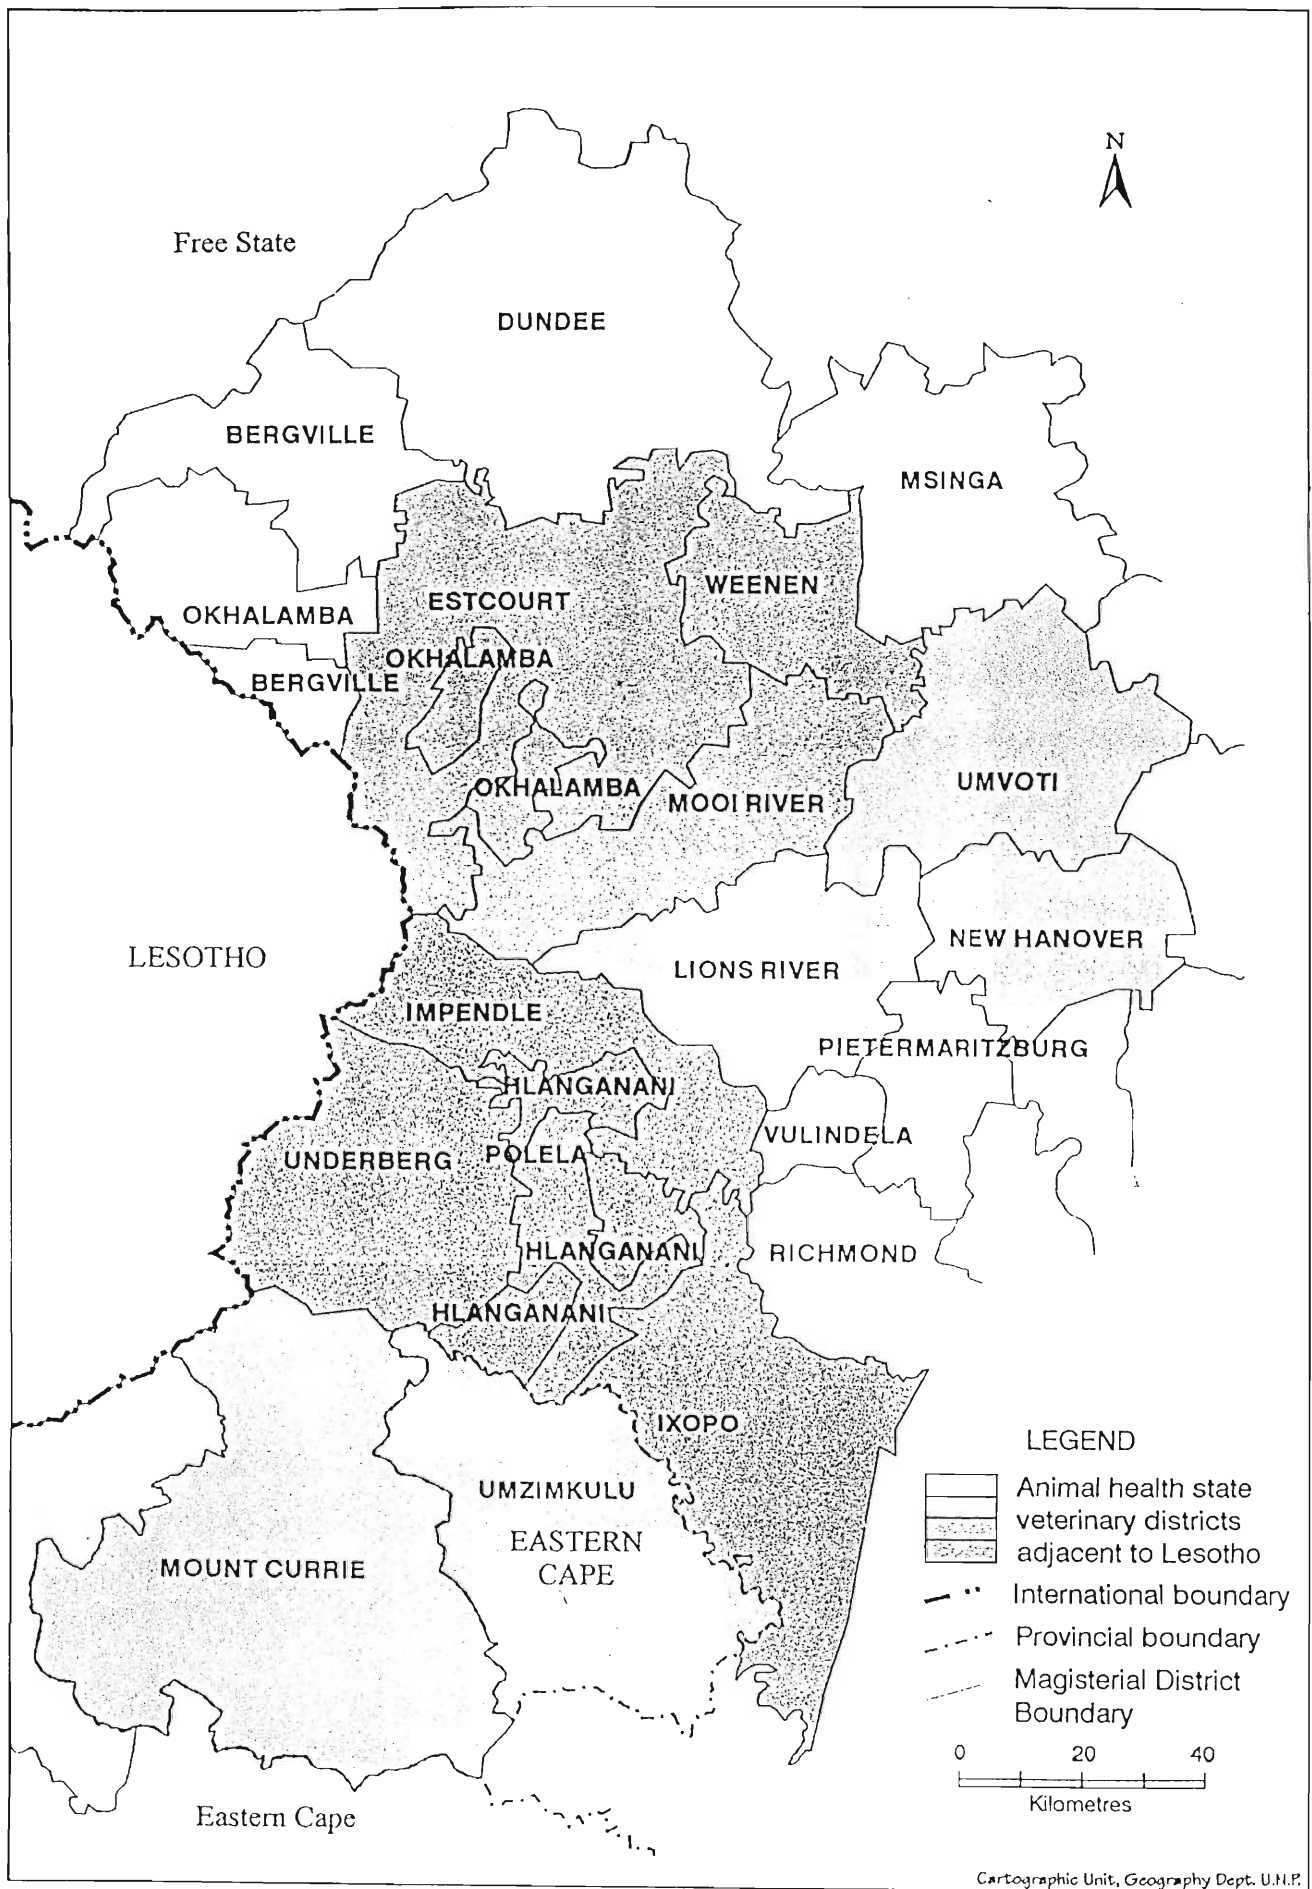 N
Free State
DUNDEE
BERGVILLE
MSINGA
WEENEN
ESTCOURT
OKHALAMBA
OKHALAMBA
BERGVILLE
UMVOTI
OKHALAMBA
MOOI RIVER
NEW HANOVER
LESOTHO
LIONS RIVER
IMPENDLE
PIETERMARITZBURG
HLANGANANI
VULINDELA
POLELA
UNDERBERG
HLANGANANI
RICHMOND
HLANGANANI
IXOPO
UMZIMKULU
EASTERN
CAPE
MOUNT CURRIE
Eastern Cape
LEGEND
Animal health state
veterinary districts
adjacent to Lesotho
International boundary
Provincial boundary
Magisterial District
Boundary
0 20 40
Kilometres
Cartographic Unit, Geography Dept. U.N.P.